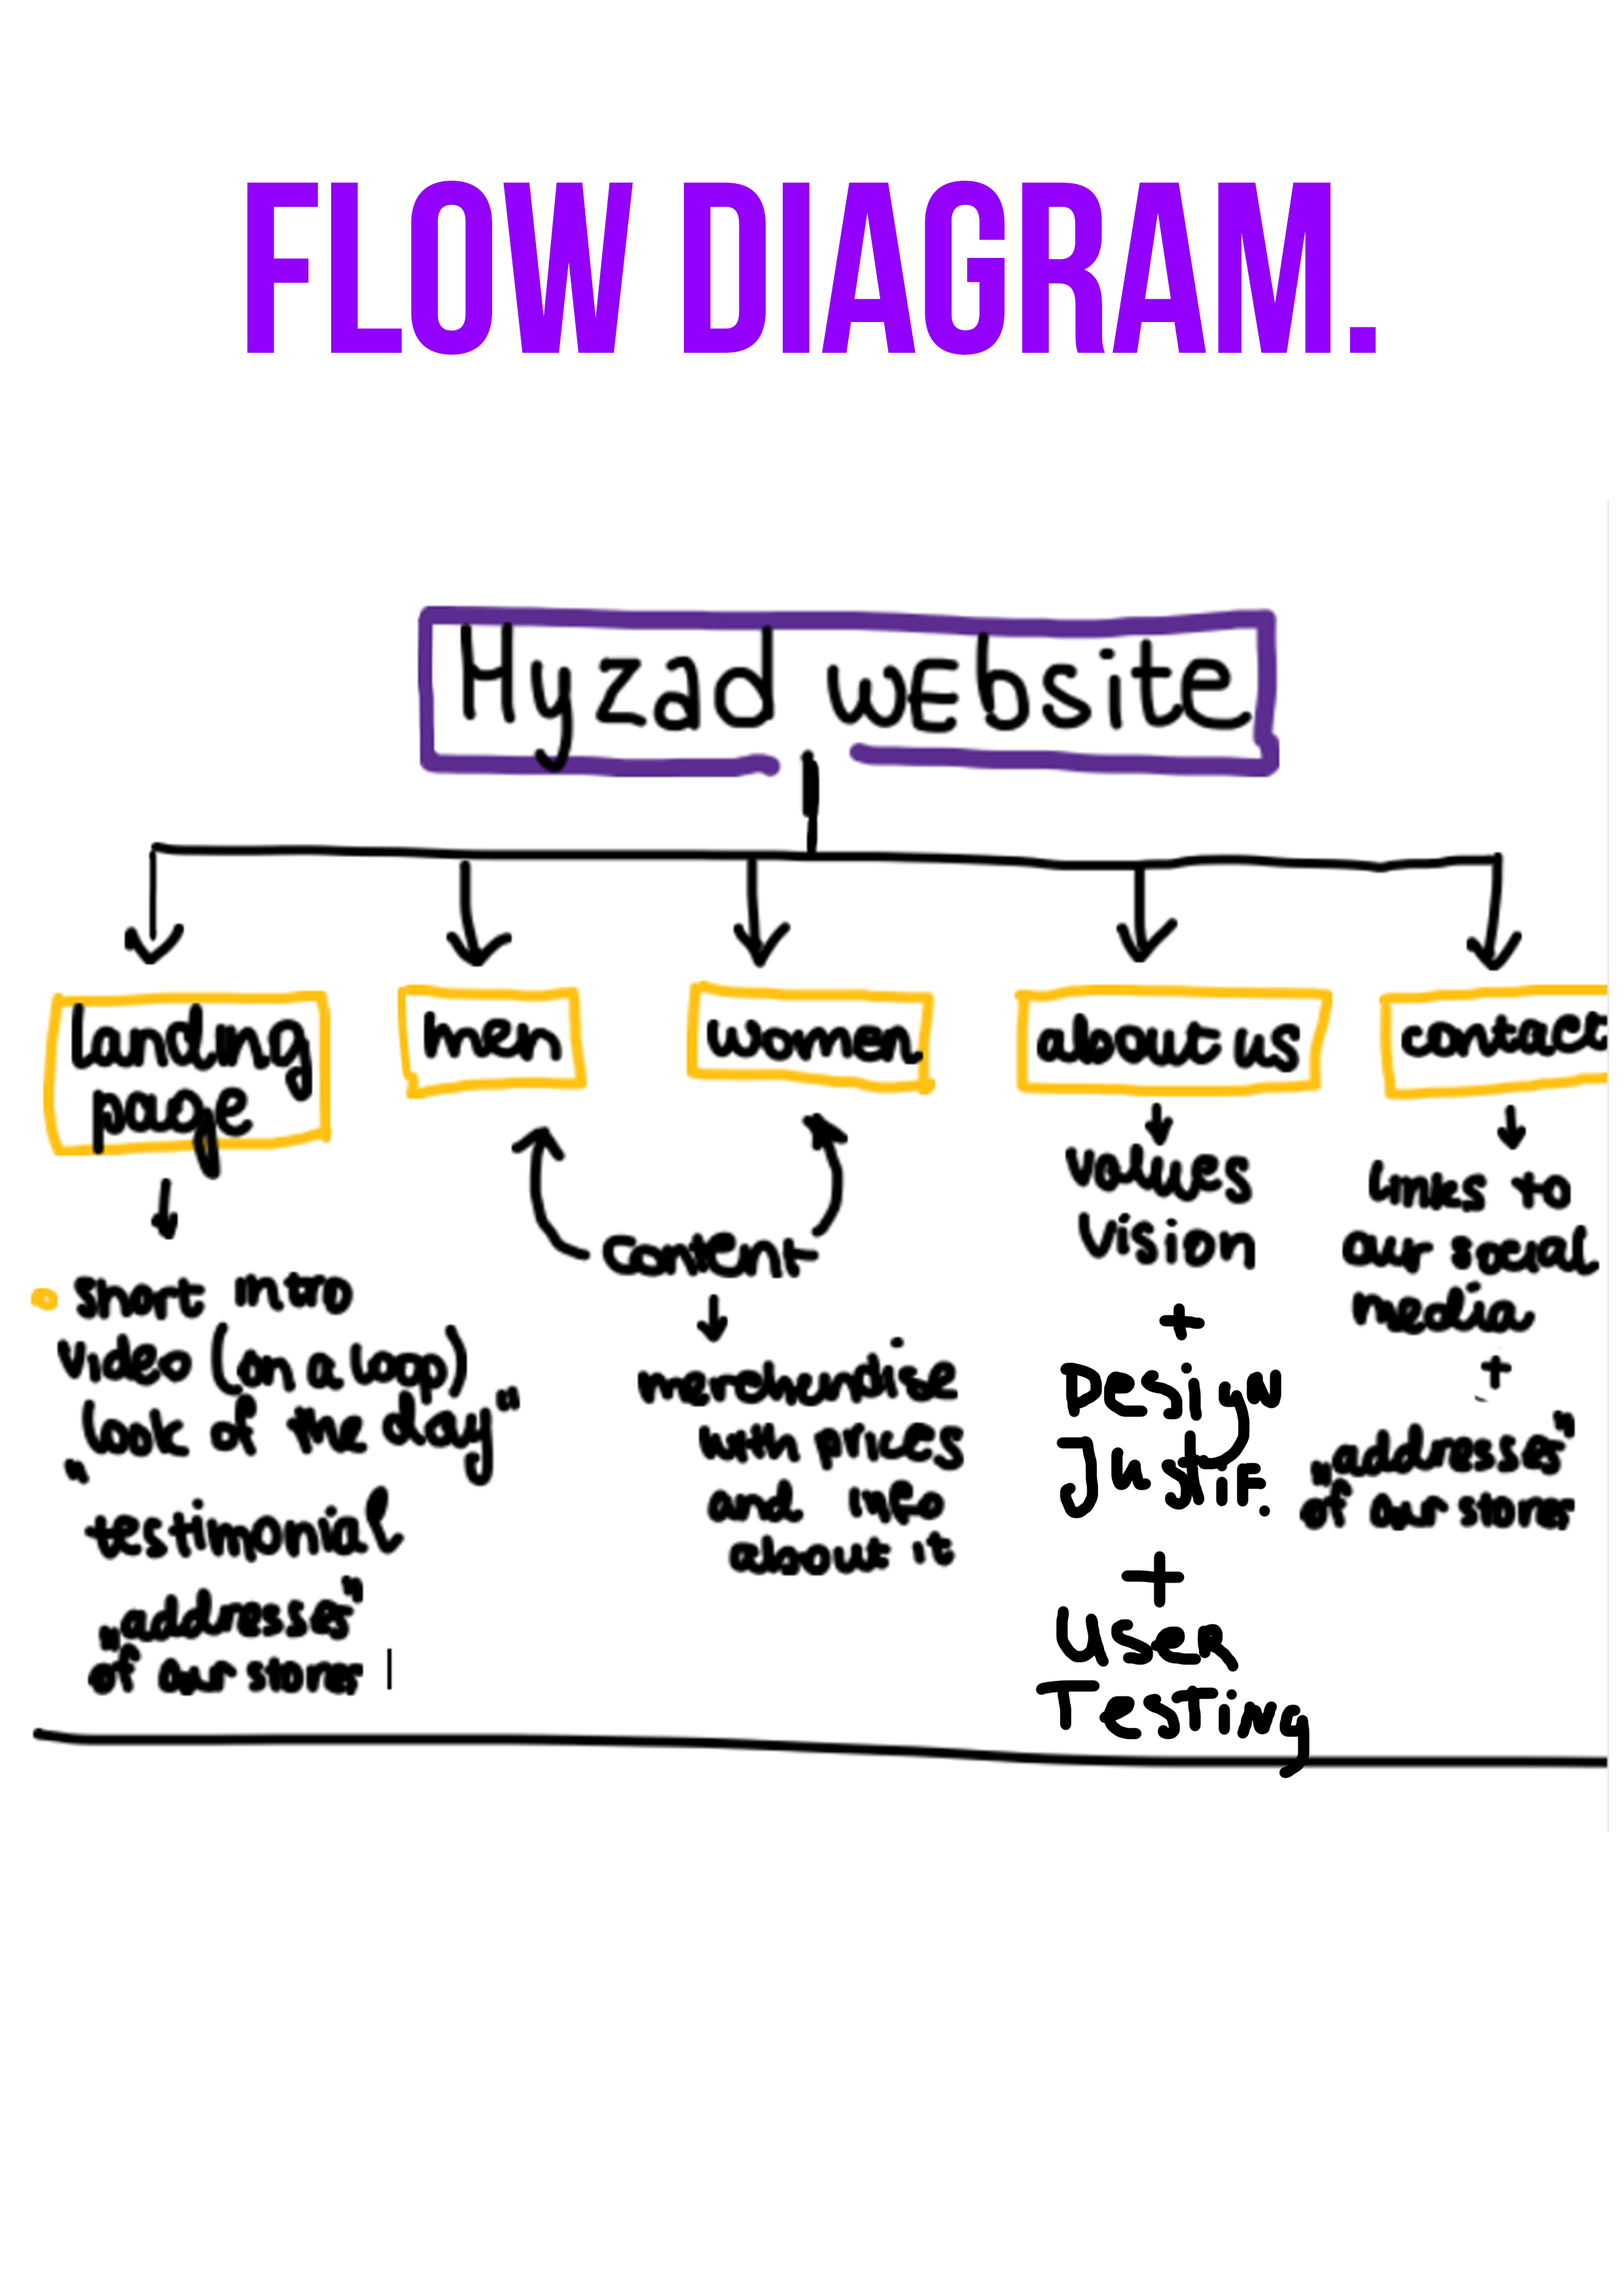 FLOW DIAGRAM.
Hyzad wEbsite
landing
page
men
women
about us
contact
short intro
video (on a loop)
"look of the day"
testimonial
„addresses"
of our stores
content
merchendise
with prices
and info
about it
values
Vision
+
Design
Justif.
+
User
Testing
links to
our social
media
+
„addresses"
of our stores